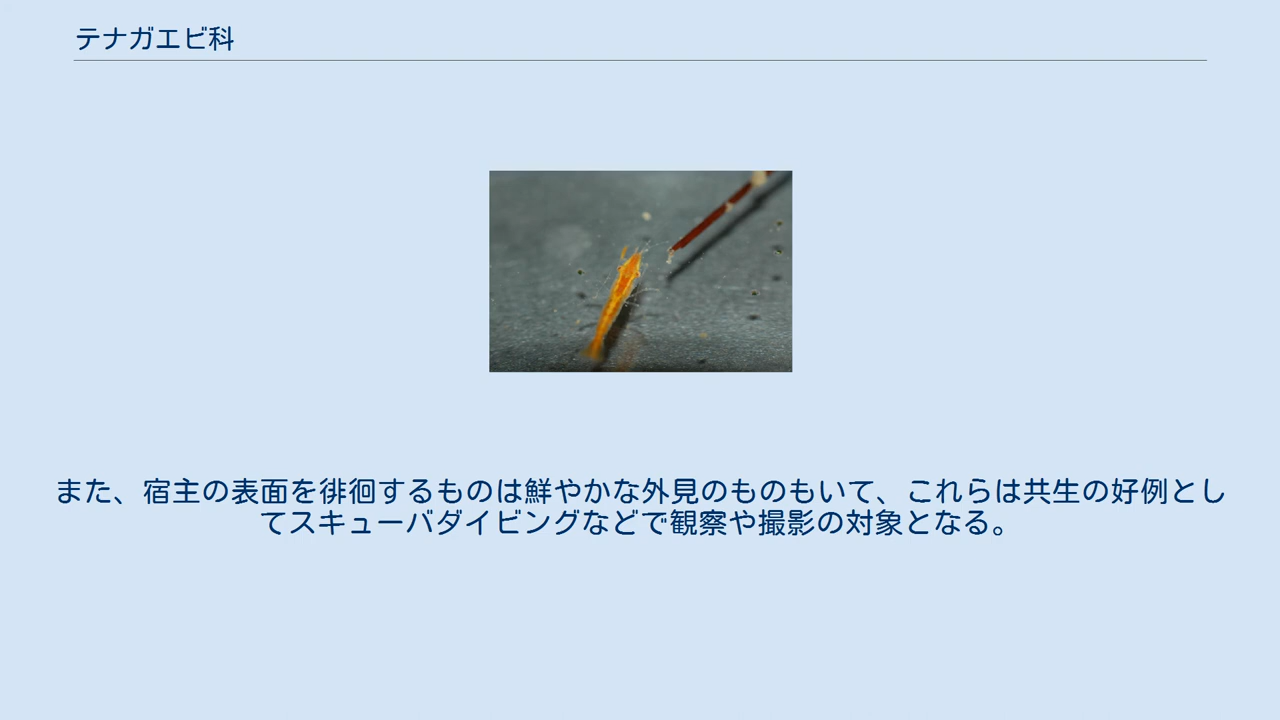 テナガエビ科
また、宿主の表面を徘徊するものは鮮やかな外見のものもいて、これらは共生の好例とし
てスキューバダイビングなどで観察や撮影の対象となる。